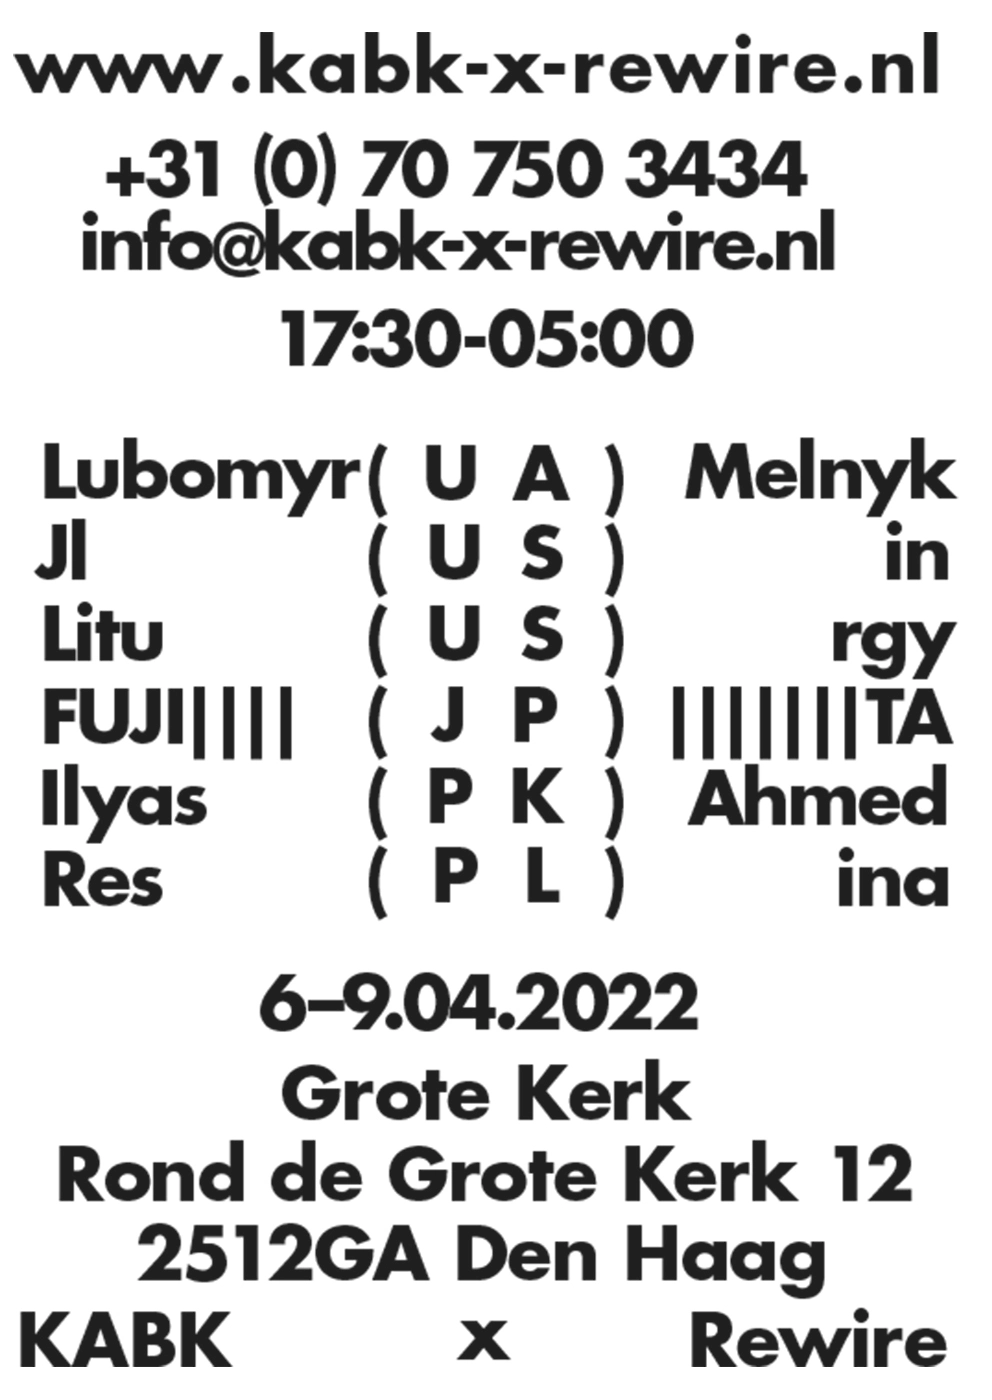 www.kabk-x-rewire.nl
+31 (0) 70 750 3434
info@kabk-x-rewire.nl
17:30-05:00
Lubomyr ( U A ) Melnyk
Jl ( U S ) in
Litu ( U S ) rgy
FUJI|||| ( J P ) |||||||TA
Ilyas ( P K ) Ahmed
Res ( P L ) ina
6–9.04.2022
Grote Kerk
Rond de Grote Kerk 12
2512GA Den Haag
KABK x Rewire